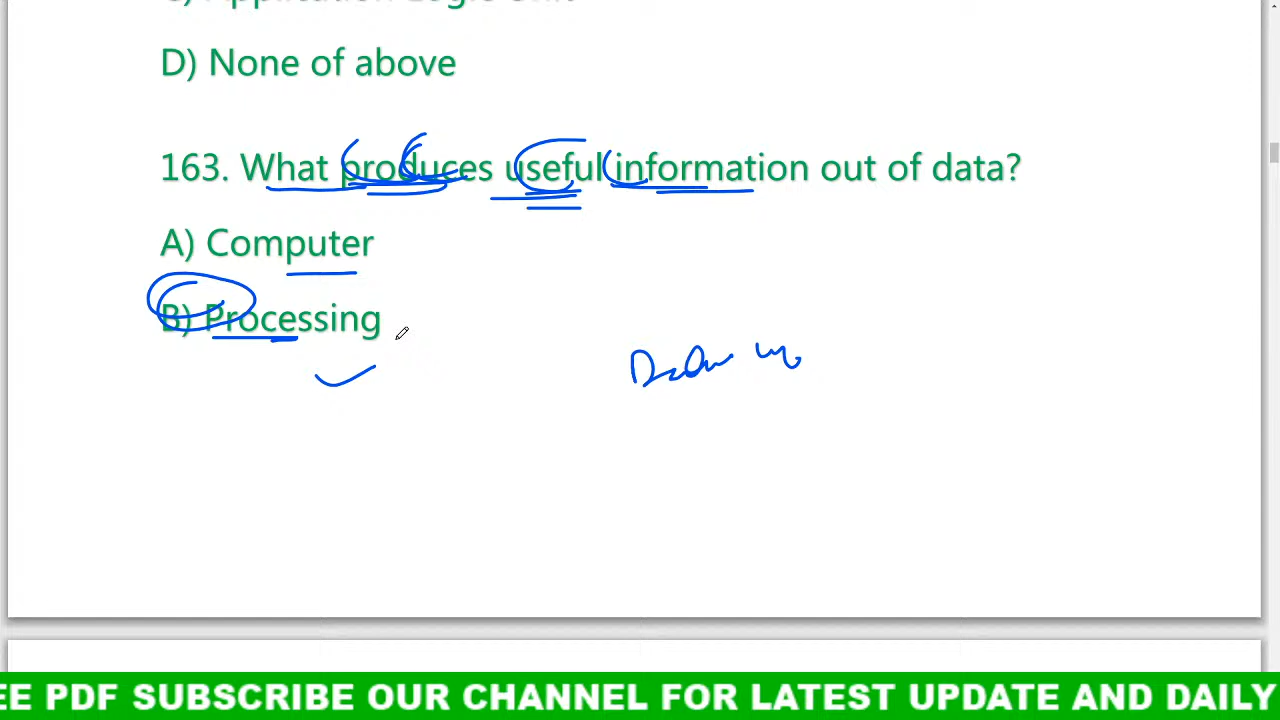 D) None of above
163. What produces useful information out of data?
A) Computer
B) Processing
EE PDF SUBSCRIBE OUR CHANNEL FOR LATEST UPDATE AND DAILY